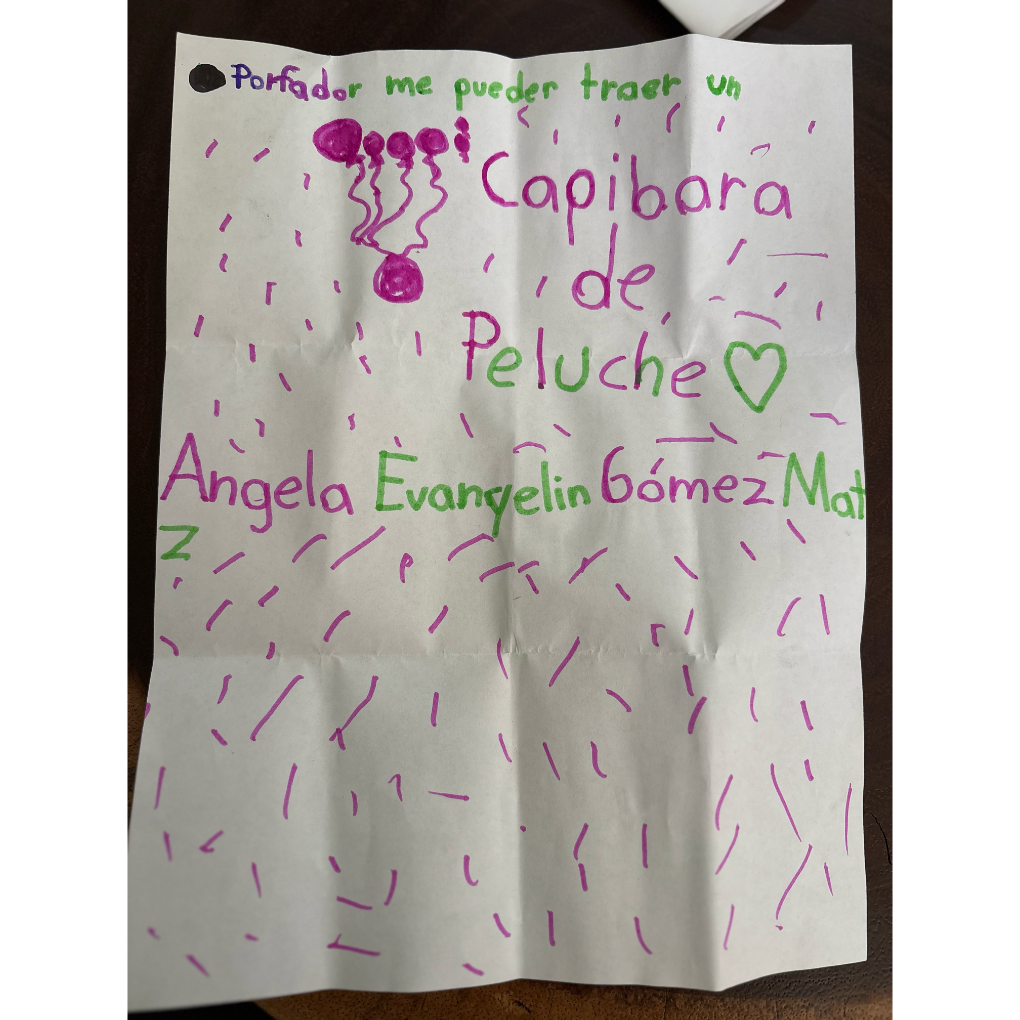 Porfador me pueder traer un
Capibara
de
Peluche
Angela Evangelin Gómez Mat
z